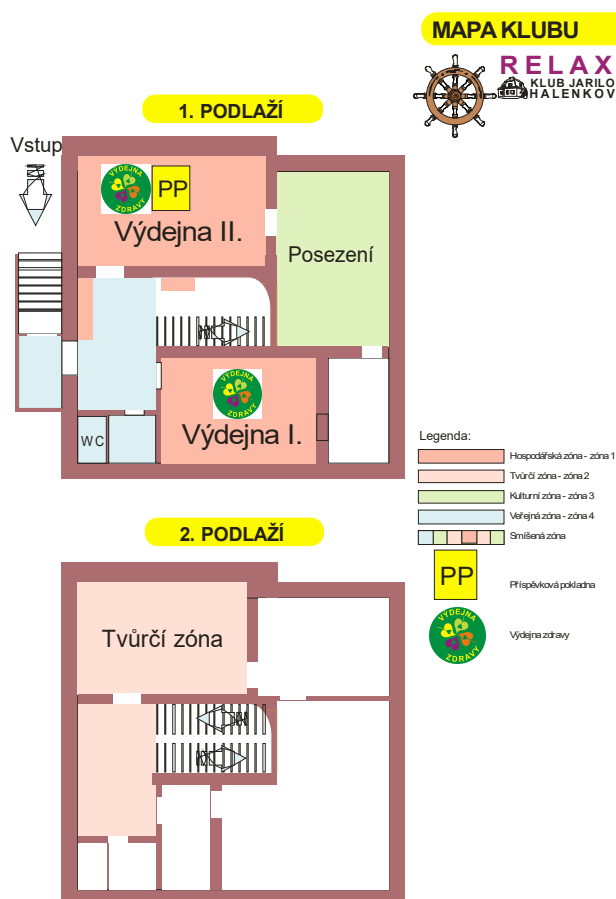 MAPA KLUBU
RELAX
KLUB JARILO
HALENKOV
1. PODLAŽÍ
Vstup
VÝDEJNA
ZDRAVY
PP
Výdejna II.
Posezení
VÝDEJNA
ZDRAVY
Výdejna I.
WC
Legenda:
Hospodářská zóna - zóna 1
Tvůrčí zóna - zóna 2
Kulturní zóna - zóna 3
Veřejná zóna - zóna 4
Smíšená zóna
PP
Příspěvková pokladna
VÝDEJNA
ZDRAVY
Výdejna zdravy
2. PODLAŽÍ
Tvůrčí zóna